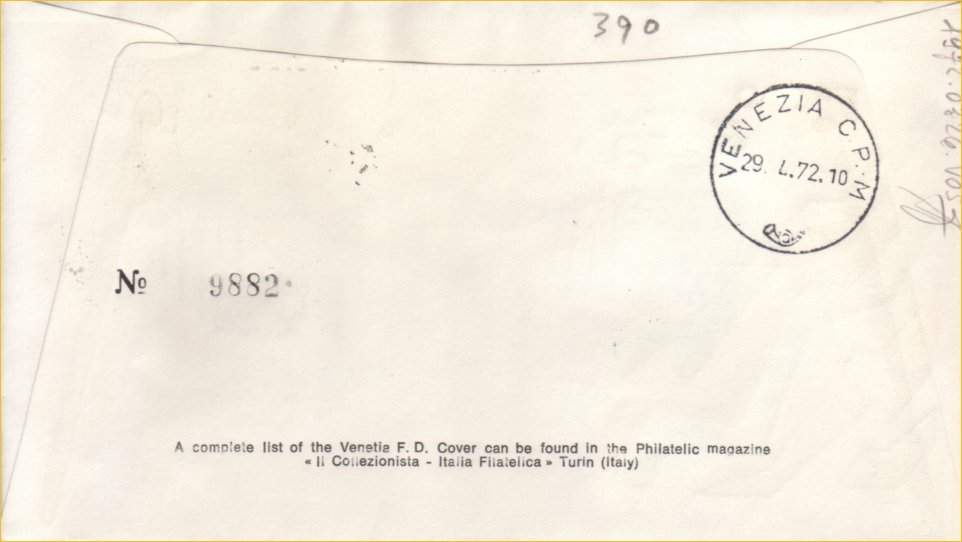 390
VENEZIA C P. M
29. 4.72.10
No 9882
A complete list of the Venetia F. D. Cover can be found in the Philatelic magazine
« Il Collezionista - Italia Filatelica » Turin (Italy)